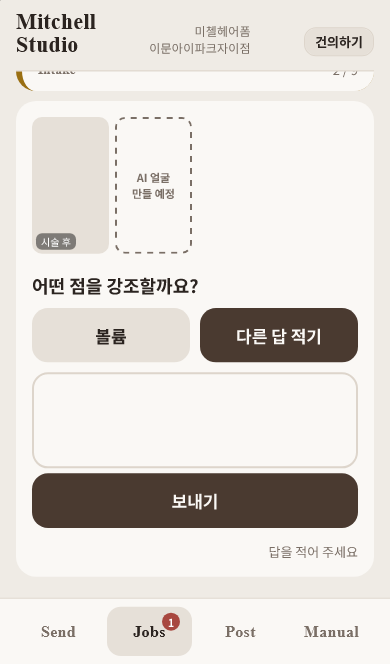 Mitchell
Studio
미젤헤어폼
이문아이파크자이점
건의하기
Intake
2 / 9
시술 후
AI 얼굴
만들 예정
어떤 점을 강조할까요?
볼륨
다른 답 적기
보내기
답을 적어 주세요
Send
Jobs
1
Post
Manual